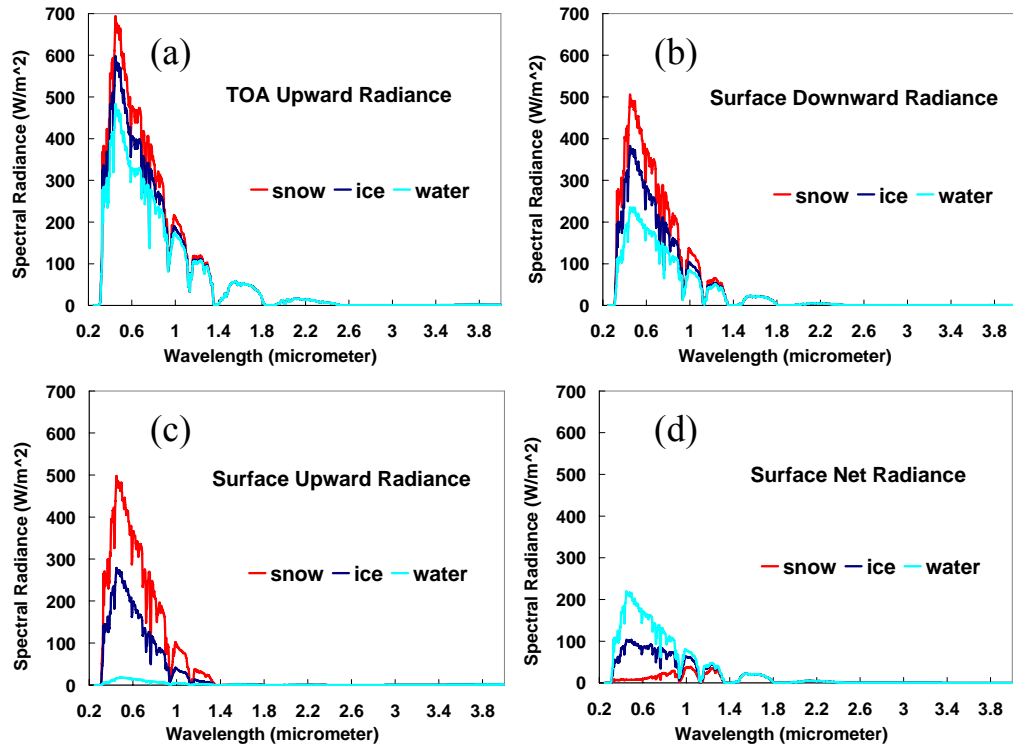 (a)
TOA Upward Radiance
snow ice water
Spectral Radiance (W/m^2)
700
600
500
400
300
200
100
0
0.2 0.6 1 1.4 1.8 2.2 2.6 3 3.4 3.8
Wavelength (micrometer)
(b)
Surface Downward Radiance
snow ice water
Spectral Radiance (W/m^2)
700
600
500
400
300
200
100
0
0.2 0.6 1 1.4 1.8 2.2 2.6 3 3.4 3.8
Wavelength (micrometer)
(c)
Surface Upward Radiance
snow ice water
Spectral Radiance (W/m^2)
700
600
500
400
300
200
100
0
0.2 0.6 1 1.4 1.8 2.2 2.6 3 3.4 3.8
Wavelength (micrometer)
(d)
Surface Net Radiance
snow ice water
Spectral Radiance (W/m^2)
700
600
500
400
300
200
100
0
0.2 0.6 1 1.4 1.8 2.2 2.6 3 3.4 3.8
Wavelength (micrometer)